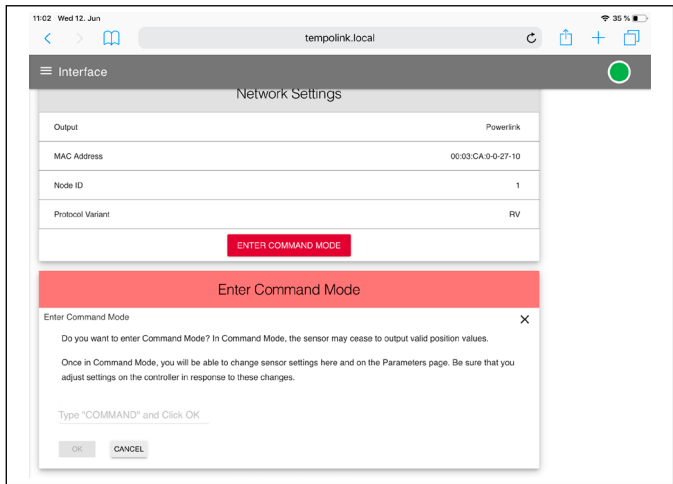 11:02 Wed 12. Jun
35 %
tempolink.local
Interface
Network Settings
Output Powerlink
MAC Address 00:03:CA:0-0-27-10
Node ID 1
Protocol Variant RV
ENTER COMMAND MODE
Enter Command Mode
Enter Command Mode
Do you want to enter Command Mode? In Command Mode, the sensor may cease to output valid position values.
Once in Command Mode, you will be able to change sensor settings here and on the Parameters page. Be sure that you
adjust settings on the controller in response to these changes.
Type "COMMAND" and Click OK
OK CANCEL